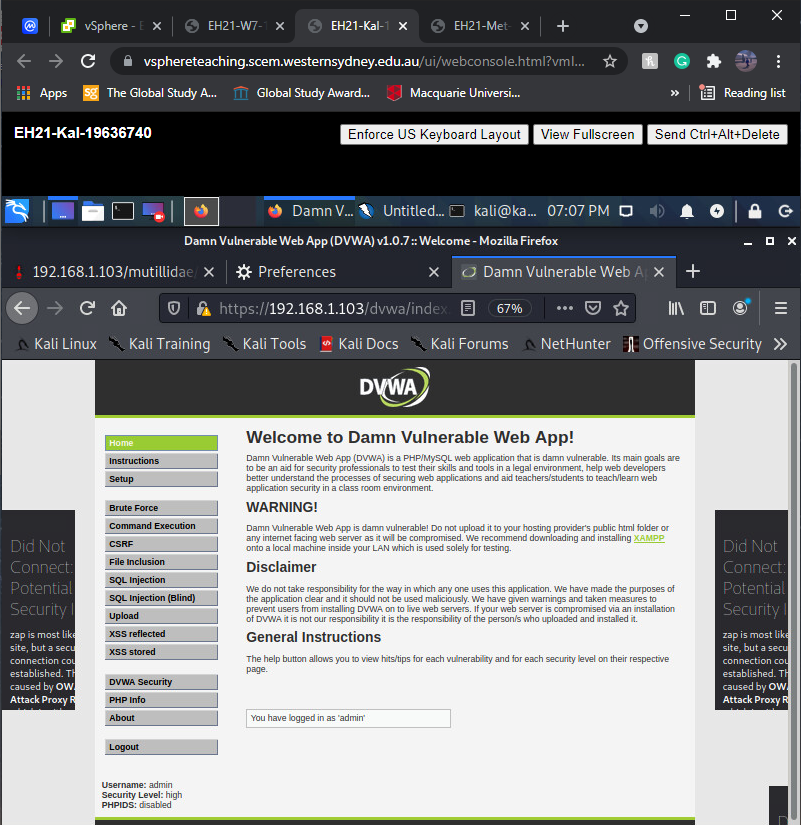 vSphere - E
EH21-W7-1
EH21-Kal-1
EH21-Met-
vsphereteaching.scem.westernsydney.edu.au/ui/webconsole.html?vml...
Apps
The Global Study A...
Global Study Award...
Macquarie Universi...
»
Reading list
EH21-Kal-19636740
Enforce US Keyboard Layout
View Fullscreen
Send Ctrl+Alt+Delete
Damn V...
Untitled...
kali@ka...
07:07 PM
Damn Vulnerable Web App (DVWA) v1.0.7 :: Welcome - Mozilla Firefox
192.168.1.103/mutillidae/
Preferences
Damn Vulnerable Web A
https://192.168.1.103/dvwa/index.
67%
Kali Linux
Kali Training
Kali Tools
Kali Docs
Kali Forums
NetHunter
Offensive Security
»
DVWA
Home
Instructions
Setup
Brute Force
Command Execution
CSRF
File Inclusion
SQL Injection
SQL Injection (Blind)
Upload
XSS reflected
XSS stored
DVWA Security
PHP Info
About
Logout
Username: admin
Security Level: high
PHPIDS: disabled
Welcome to Damn Vulnerable Web App!
Damn Vulnerable Web App (DVWA) is a PHP/MySQL web application that is damn vulnerable. Its main goals are
to be an aid for security professionals to test their skills and tools in a legal environment, help web developers
better understand the processes of securing web applications and aid teachers/students to teach/learn web
application security in a class room environment.
WARNING!
Damn Vulnerable Web App is damn vulnerable! Do not upload it to your hosting provider's public html folder or
any internet facing web server as it will be compromised. We recommend downloading and installing XAMPP
onto a local machine inside your LAN which is used solely for testing.
Disclaimer
We do not take responsibility for the way in which any one uses this application. We have made the purposes of
the application clear and it should not be used maliciously. We have given warnings and taken measures to
prevent users from installing DVWA on to live web servers. If your web server is compromised via an installation
of DVWA it is not our responsibility it is the responsibility of the person/s who uploaded and installed it.
General Instructions
The help button allows you to view hits/tips for each vulnerability and for each security level on their respective
page.
You have logged in as 'admin'
Did Not
Connect:
Potential
Security I
zap is most like
site, but a secu
connection cou
established. Th
caused by OW
Attack Proxy R
Did Not
Connect:
Potential
Security I
zap is most like
site, but a secu
connection cou
established. Th
caused by OWA
Attack Proxy R